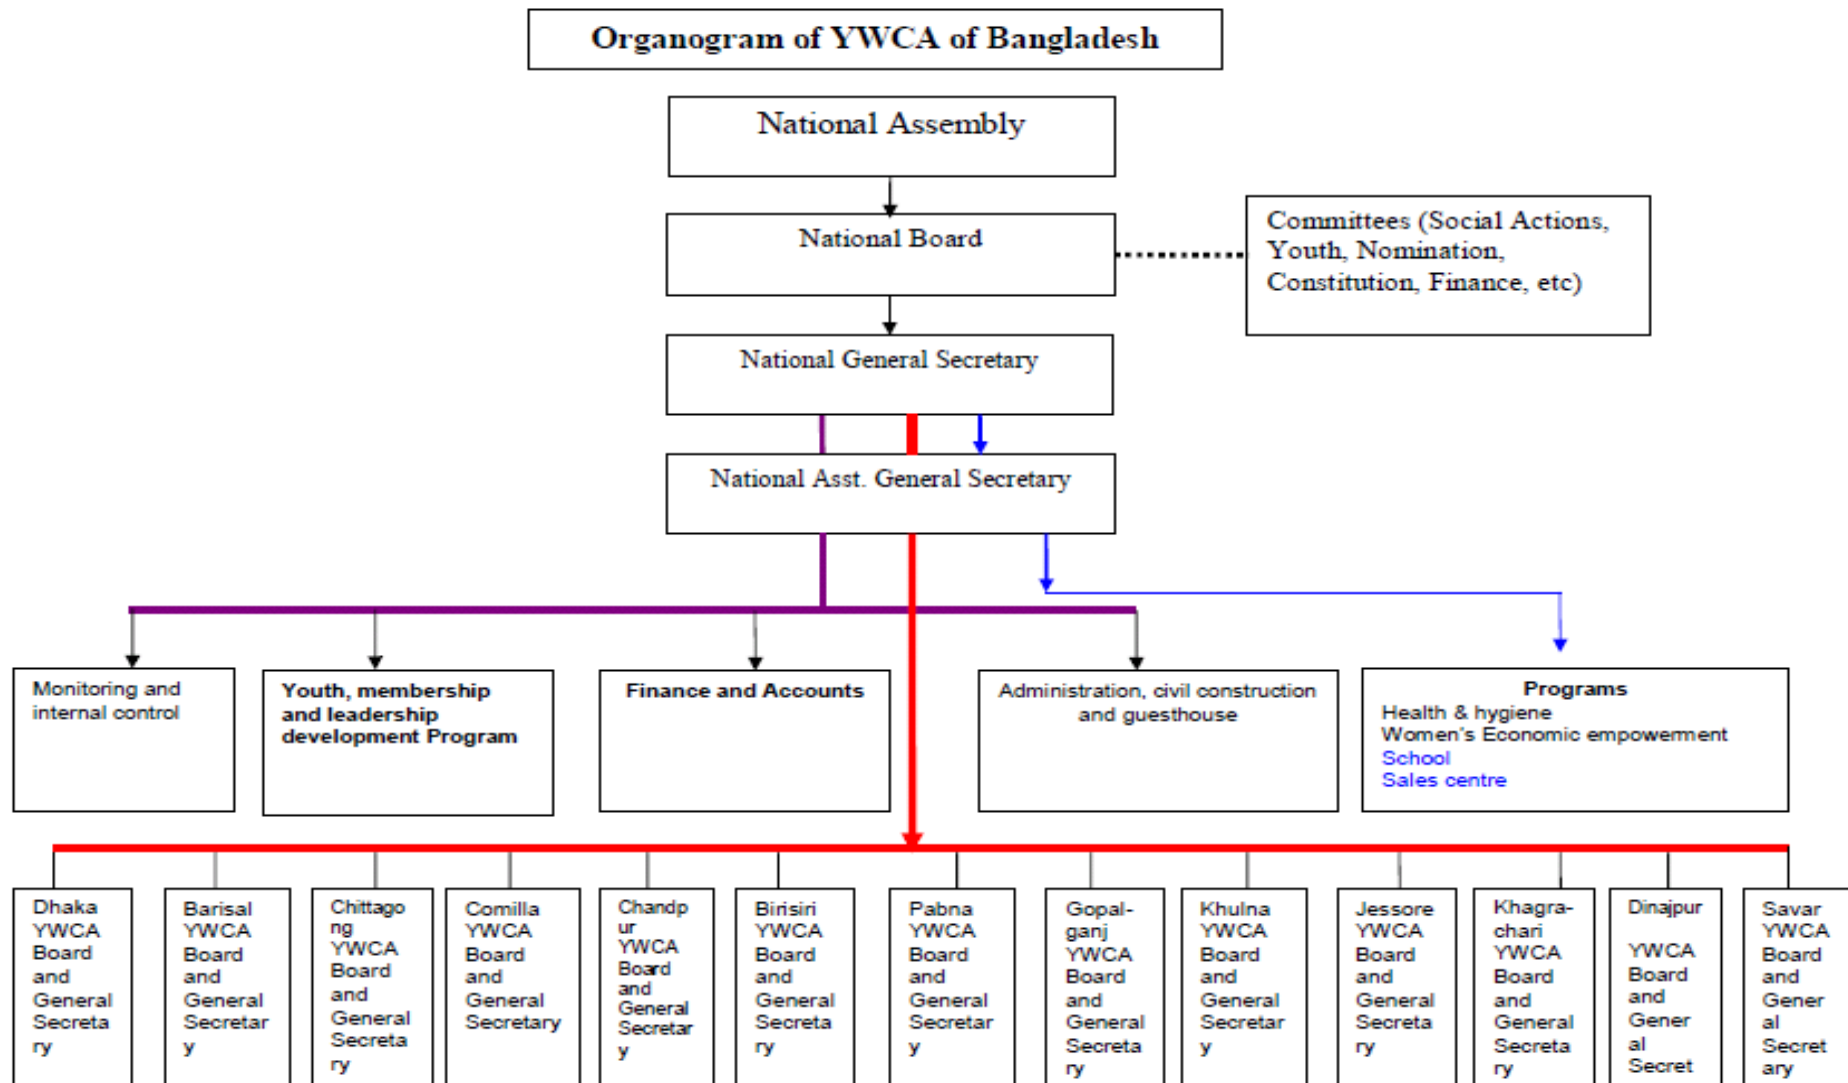 Organogram of YWCA of Bangladesh
National Assembly
National Board
Committees (Social Actions,
Youth, Nomination,
Constitution, Finance, etc)
National General Secretary
National Asst. General Secretary
Monitoring and
internal control
Youth, membership
and leadership
development Program
Finance and Accounts
Administration, civil construction
and guesthouse
Programs
Health & hygiene
Women's Economic empowerment
School
Sales centre
Dhaka
YWCA
Board
and
General
Secreta
ry
Barisal
YWCA
Board
and
General
Secretar
y
Chittago
ng
YWCA
Board
and
General
Secreta
ry
Comilla
YWCA
Board
and
General
Secretary
Chandp
ur
YWCA
Board
and
General
Secretar
y
Birisiri
YWCA
Board
and
General
Secreta
ry
Pabna
YWCA
Board
and
General
Secretar
y
Gopal-
ganj
YWCA
Board
and
General
Secreta
ry
Khulna
YWCA
Board
and
General
Secretar
y
Jessore
YWCA
Board
and
General
Secreta
ry
Khagra-
chari
YWCA
Board
and
General
Secreta
ry
Dinajpur
YWCA
Board
and
Gener
al
Secret
Savar
YWCA
Board
and
Gener
al
Secret
ary